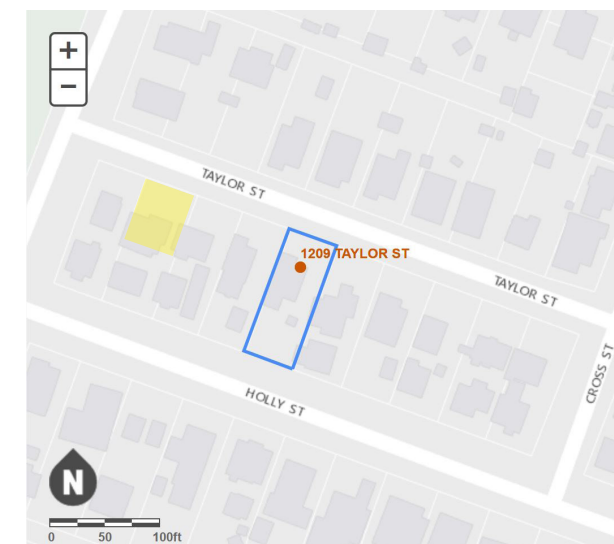 +
−
TAYLOR ST
1209 TAYLOR ST
TAYLOR ST
CROSS ST
HOLLY ST
N
0 50 100ft